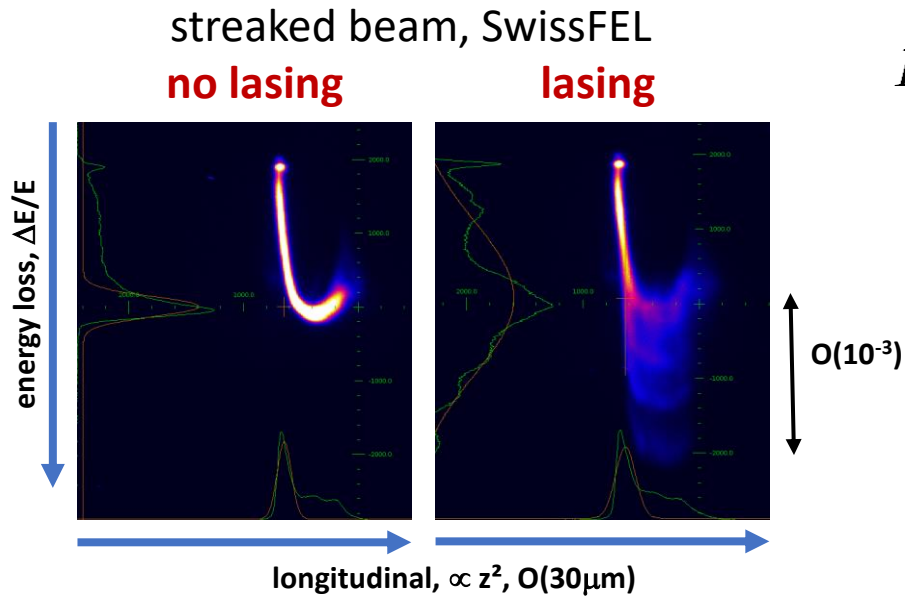 streaked beam, SwissFEL
no lasing
lasing
energy loss, ΔE/E
2000.0
1000.0
2000.0
1000.0
-1000.0
-2000.0
2000.0
1000.0
2000.0
1000.0
-1000.0
-2000.0
O(10⁻³)
longitudinal, ∝ z², O(30μm)